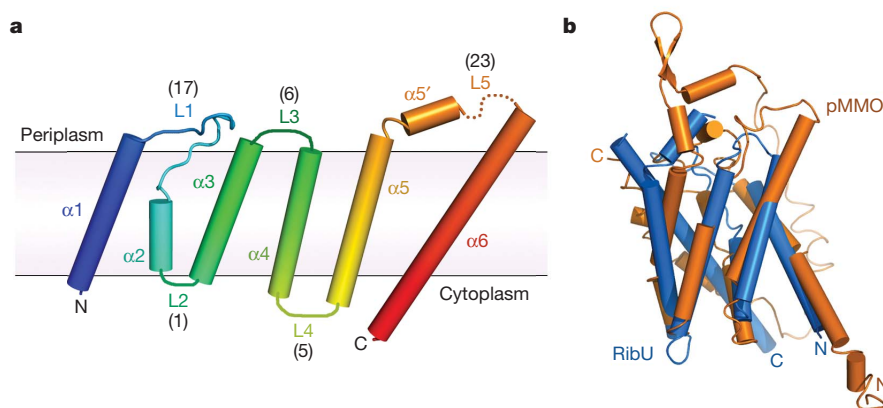 a
b
(17)
L1
(6)
L3
(23)
L5
α5′
Periplasm
α1
α2
α3
α4
α5
α6
N
L2
(1)
L4
(5)
C
Cytoplasm
pMMO
C
RibU
C
N
N